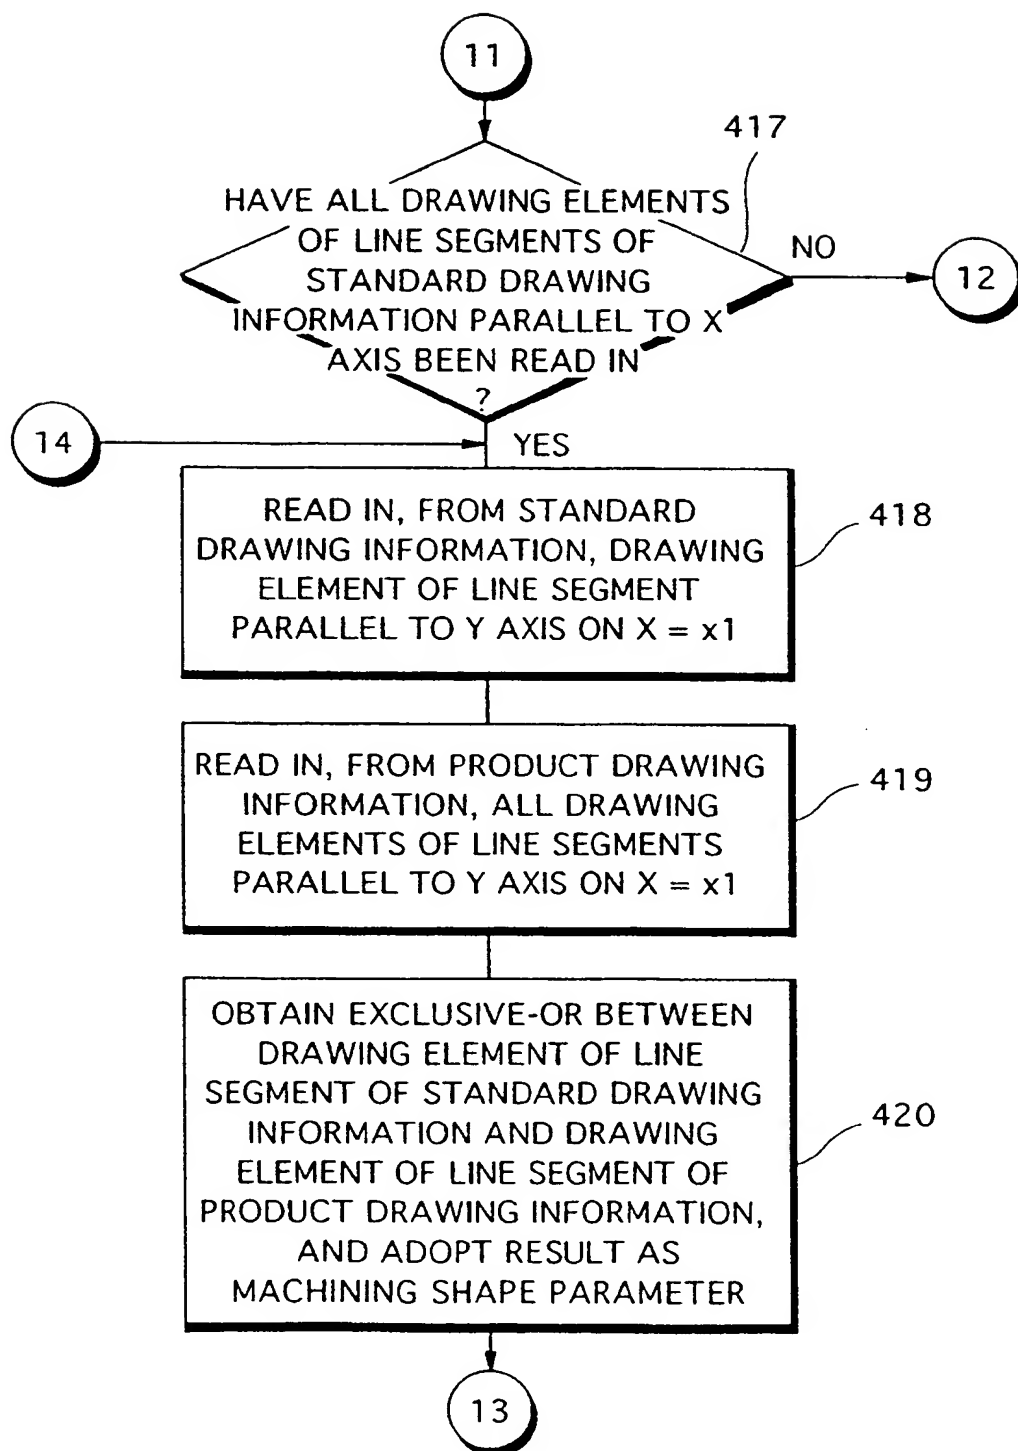 11
417
HAVE ALL DRAWING ELEMENTS
OF LINE SEGMENTS OF
STANDARD DRAWING
INFORMATION PARALLEL TO X
AXIS BEEN READ IN
?
NO
12
14
YES
READ IN, FROM STANDARD
DRAWING INFORMATION, DRAWING
ELEMENT OF LINE SEGMENT
PARALLEL TO Y AXIS ON X = x1
418
READ IN, FROM PRODUCT DRAWING
INFORMATION, ALL DRAWING
ELEMENTS OF LINE SEGMENTS
PARALLEL TO Y AXIS ON X = x1
419
OBTAIN EXCLUSIVE-OR BETWEEN
DRAWING ELEMENT OF LINE
SEGMENT OF STANDARD DRAWING
INFORMATION AND DRAWING
ELEMENT OF LINE SEGMENT OF
PRODUCT DRAWING INFORMATION,
AND ADOPT RESULT AS
MACHINING SHAPE PARAMETER
420
13